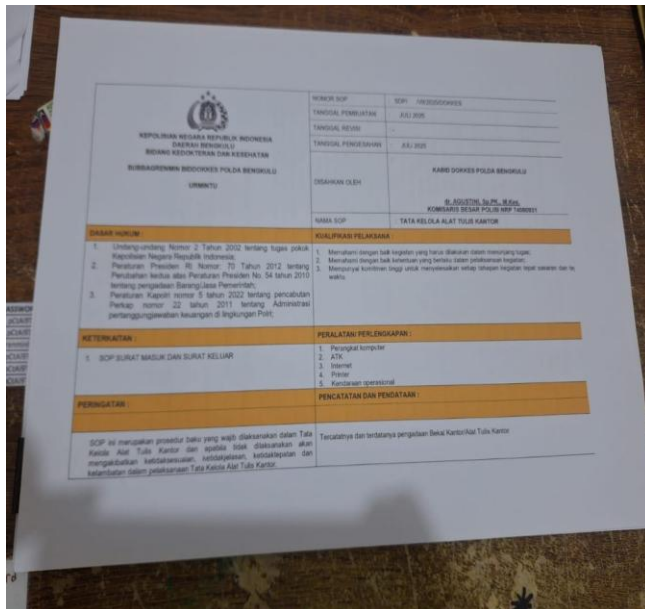 KEPOLISIAN NEGARA REPUBLIK INDONESIA
DAERAH BENGKULU
BIDANG KEDOKTERAN DAN KESEHATAN
SUBBAGRENMIN BIDDOKKES POLDA BENGKULU
URMINTU
NOMOR SOP
SOP/
TANGGAL PEMBUATAN
JULI 2025
TANGGAL REVISI
-
TANGGAL PENGESAHAN
JULI 2025
DISAHKAN OLEH
KABID DOKKES POLDA BENGKULU
dr. AGUSTINI, Sp.PK., M.Kes.
KOMISARIS BESAR POLISI NRP
NAMA SOP
: TATA KELOLA ALAT TULIS KANTOR
DASAR HUKUM :
1. Undang-undang Nomor 2 Tahun 2002 tentang tugas pokok
Kepolisian Negara Republik Indonesia;
2. Peraturan Presiden RI Nomor: 70 Tahun 2012 tentang
Perubahan kedua atas Peraturan Presiden No. 54 tahun 2010
tentang pengadaan Barang/Jasa Pemerintah;
3. Peraturan Kapolri nomor 5 tahun 2022 tentang pencabutan
Perkap nomor 22 tahun 2011 tentang Administrasi
pertanggungjawaban keuangan di lingkungan Polri;
KUALIFIKASI PELAKSANA :
1. Memahami dengan baik kegiatan yang harus dilakukan dalam menunjang tugas;
2. Memahami dengan baik ketentuan yang berlaku dalam pelaksanaan kegiatan;
3. Mempunyai komitmen tinggi untuk menyelesaikan setiap tahapan kegiatan tepat sasaran dan
waktu.
KETERKAITAN :
1. SOP SURAT MASUK DAN SURAT KELUAR
PERALATAN/ PERLENGKAPAN :
1. Perangkat komputer
2. ATK
3. Internet
4. Printer
5. Kendaraan operasional
PERINGATAN :
SOP ini merupakan prosedur baku yang wajib dilaksanakan dalam Tata
Kelola Alat Tulis Kantor dan apabila tidak dilaksanakan akan
mengakibatkan ketidaksesuaian, ketidakjelasan, ketidaktepatan dan
kelambatan dalam pelaksanaan Tata Kelola Alat Tulis Kantor.
PENCATATAN DAN PENDATAAN :
Tercatatnya dan terdatanya pengadaan Bekal Kantor/Alat Tulis Kantor.